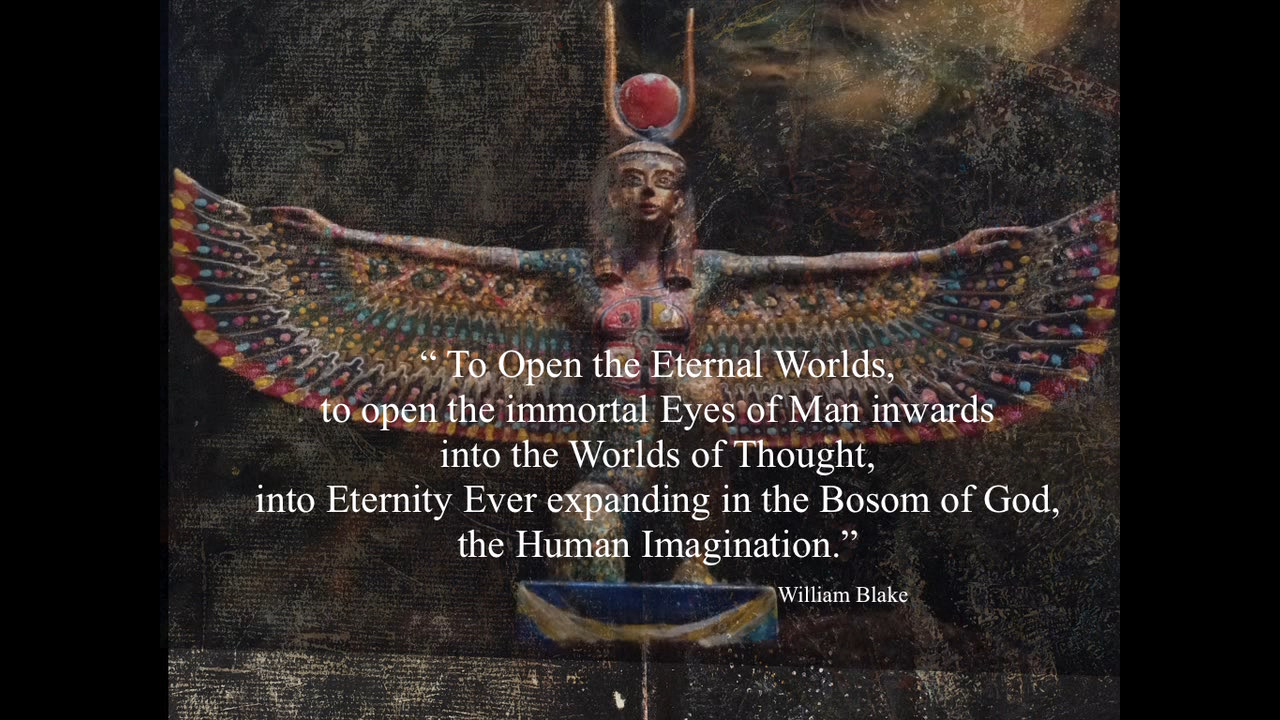 “ To Open the Eternal Worlds,
to open the immortal Eyes of Man inwards
into the Worlds of Thought,
into Eternity Ever expanding in the Bosom of God,
the Human Imagination.”
William Blake